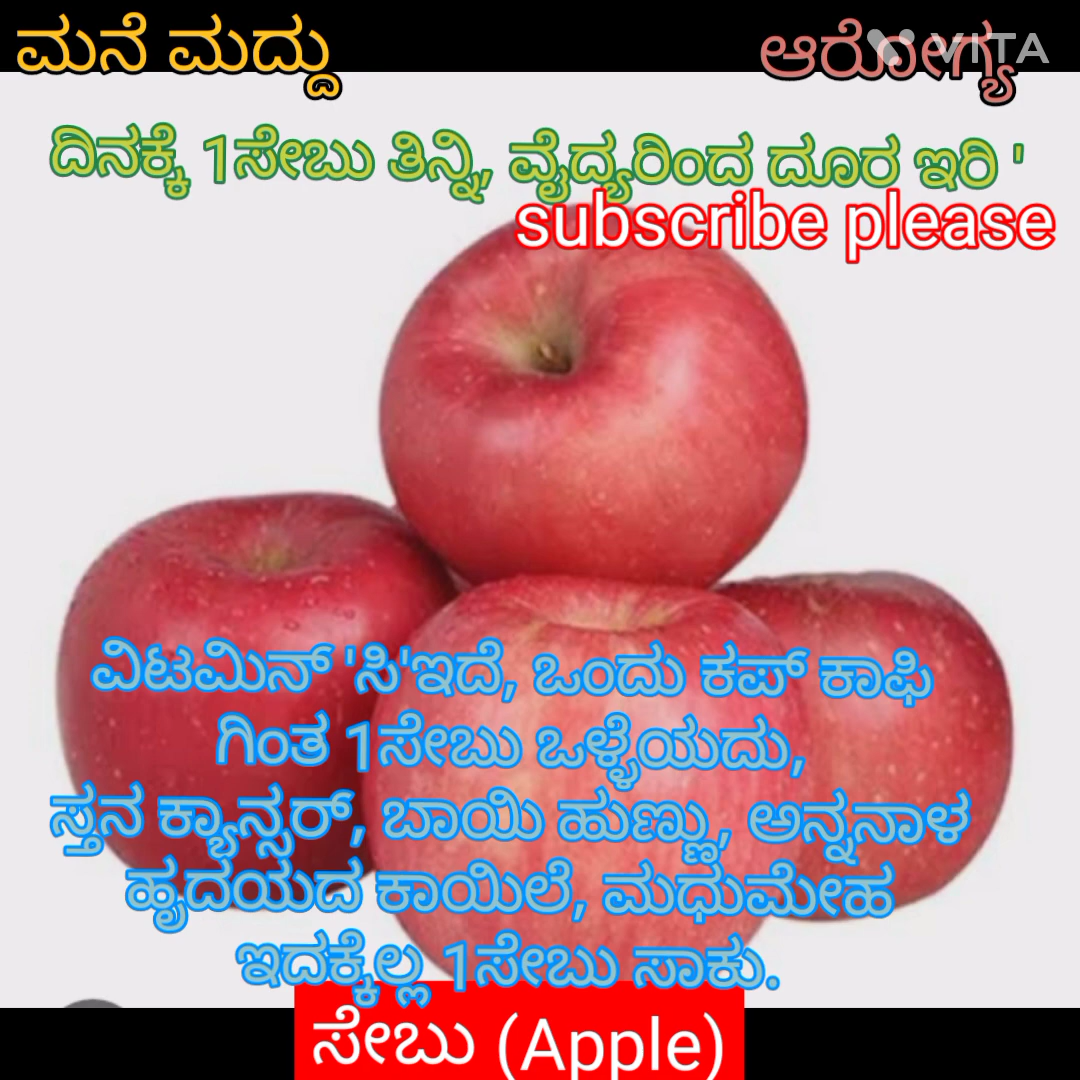 ಮನೆ ಮದ್ದು
ಆರೋಗ್ಯ
VITA
ದಿನಕ್ಕೆ 1ಸೇಬು ತಿನ್ನಿ, ವೈದ್ಯರಿಂದ ದೂರ ಇರಿ '
subscribe please
ವಿಟಮಿನ್ 'ಸಿ'ಇದೆ, ಒಂದು ಕಪ್ ಕಾಫಿ
ಗಿಂತ 1ಸೇಬು ಒಳ್ಳೆಯದು,
ಸ್ತನ ಕ್ಯಾನ್ಸರ್, ಬಾಯಿ ಹುಣ್ಣು, ಅನ್ನನಾಳ
ಹೃದಯದ ಕಾಯಿಲೆ, ಮಧುಮೇಹ
ಇದಕ್ಕೆಲ್ಲ 1ಸೇಬು ಸಾಕು.
ಸೇಬು (Apple)